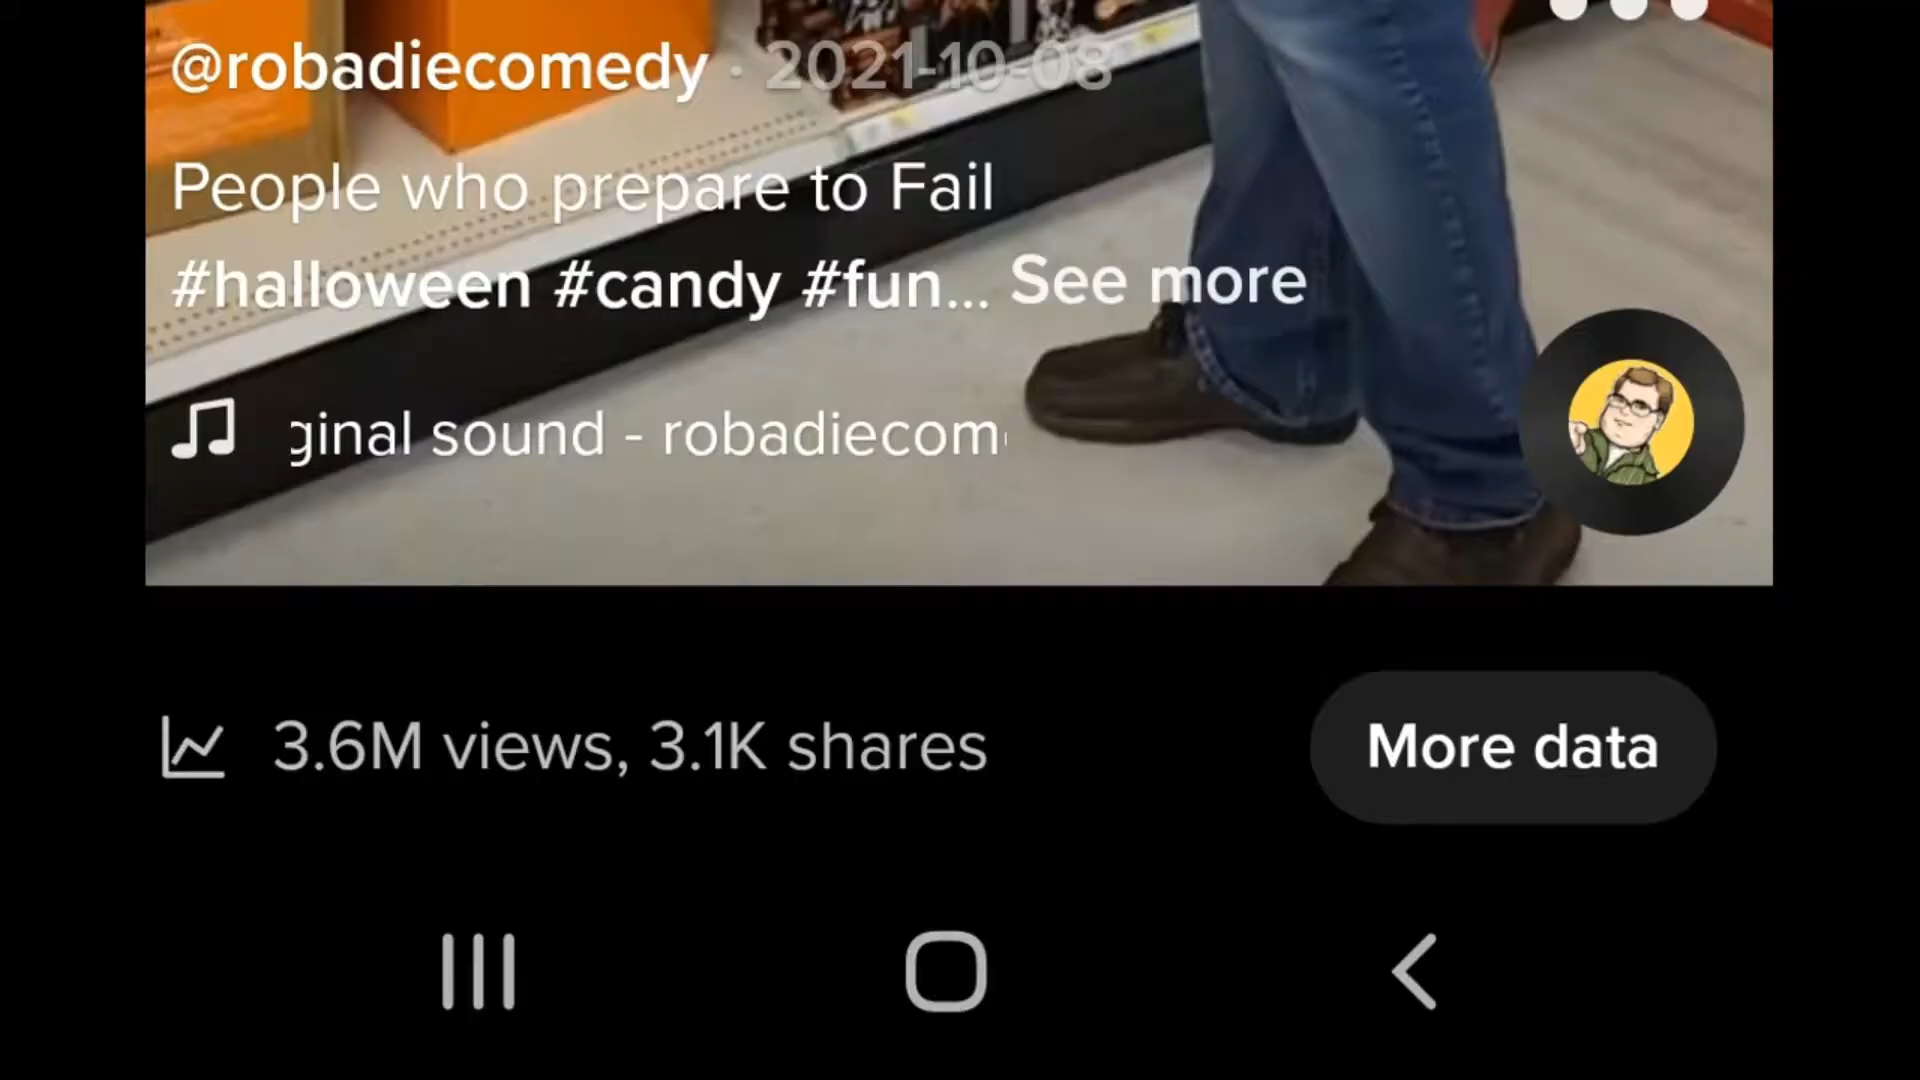 @robadiecomedy · 2021-10-08
People who prepare to Fail
#halloween #candy #fun... See more
ginal sound - robadiecom
3.6M views, 3.1K shares
More data